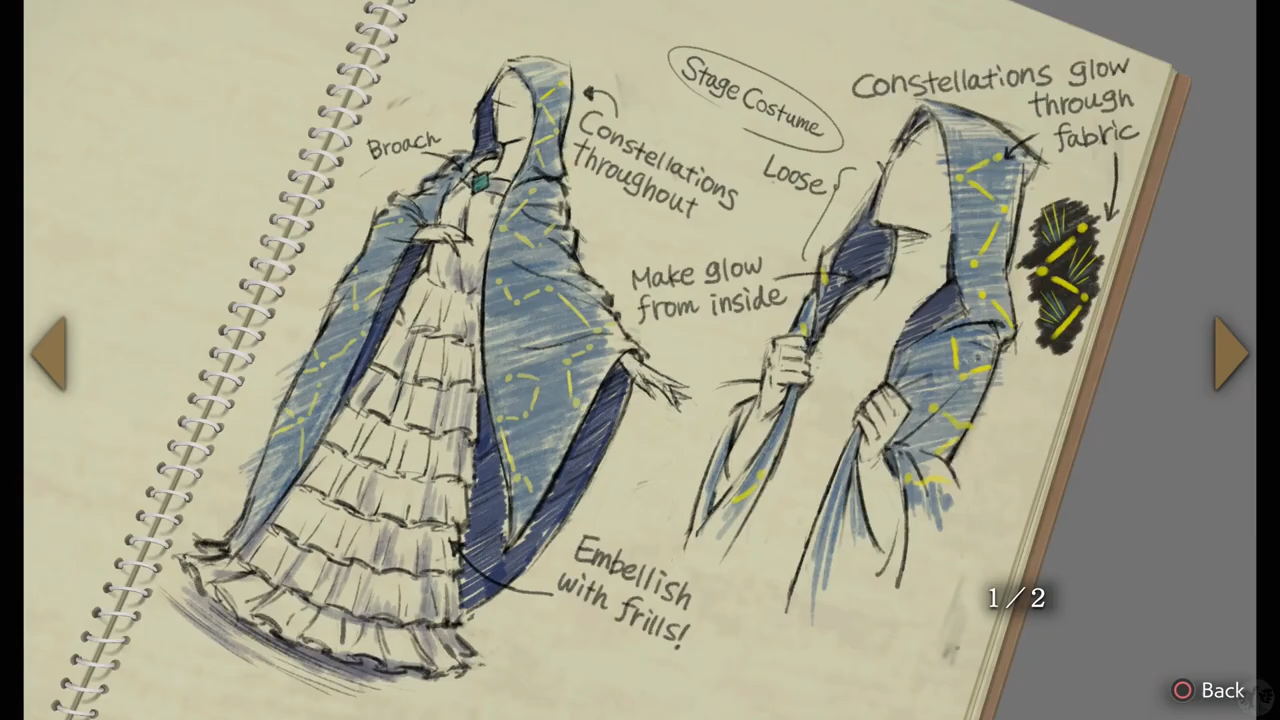 Stage Costume
Constellations glow
through
fabric
Broach
Constellations
throughout
Loose
Make glow
from inside
Embellish
with frills!
1/2
Back